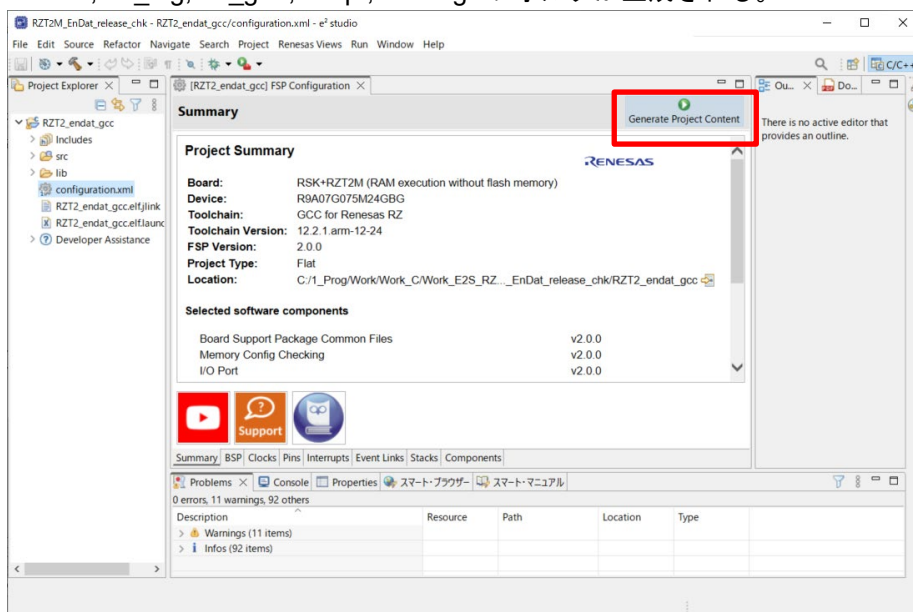 RZT2M_EnDat_release_chk - RZT2_endat_gcc/configuration.xml - e² studio
File Edit Source Refactor Navigate Search Project Renesas Views Run Window Help
C/C++
Project Explorer
[RZT2_endat_gcc] FSP Configuration
Ou...
Do...
RZT2_endat_gcc
Includes
src
lib
configuration.xml
RZT2_endat_gcc.elf.jlink
RZT2_endat_gcc.elf.launc
Developer Assistance
Summary
Generate Project Content
Project Summary
RENESAS
Board: RSK+RZT2M (RAM execution without flash memory)
Device: R9A07G075M24GBG
Toolchain: GCC for Renesas RZ
Toolchain Version: 12.2.1.arm-12-24
FSP Version: 2.0.0
Project Type: Flat
Location: C:/1_Prog/Work/Work_C/Work_E2S_RZ..._EnDat_release_chk/RZT2_endat_gcc
Selected software components
Board Support Package Common Files v2.0.0
Memory Config Checking v2.0.0
I/O Port v2.0.0
Support
Summary BSP Clocks Pins Interrupts Event Links Stacks Components
There is no active editor that
provides an outline.
Problems Console Properties スマート・ブラウザー スマート・マニュアル
0 errors, 11 warnings, 92 others
Description Resource Path Location Type
Warnings (11 items)
Infos (92 items)